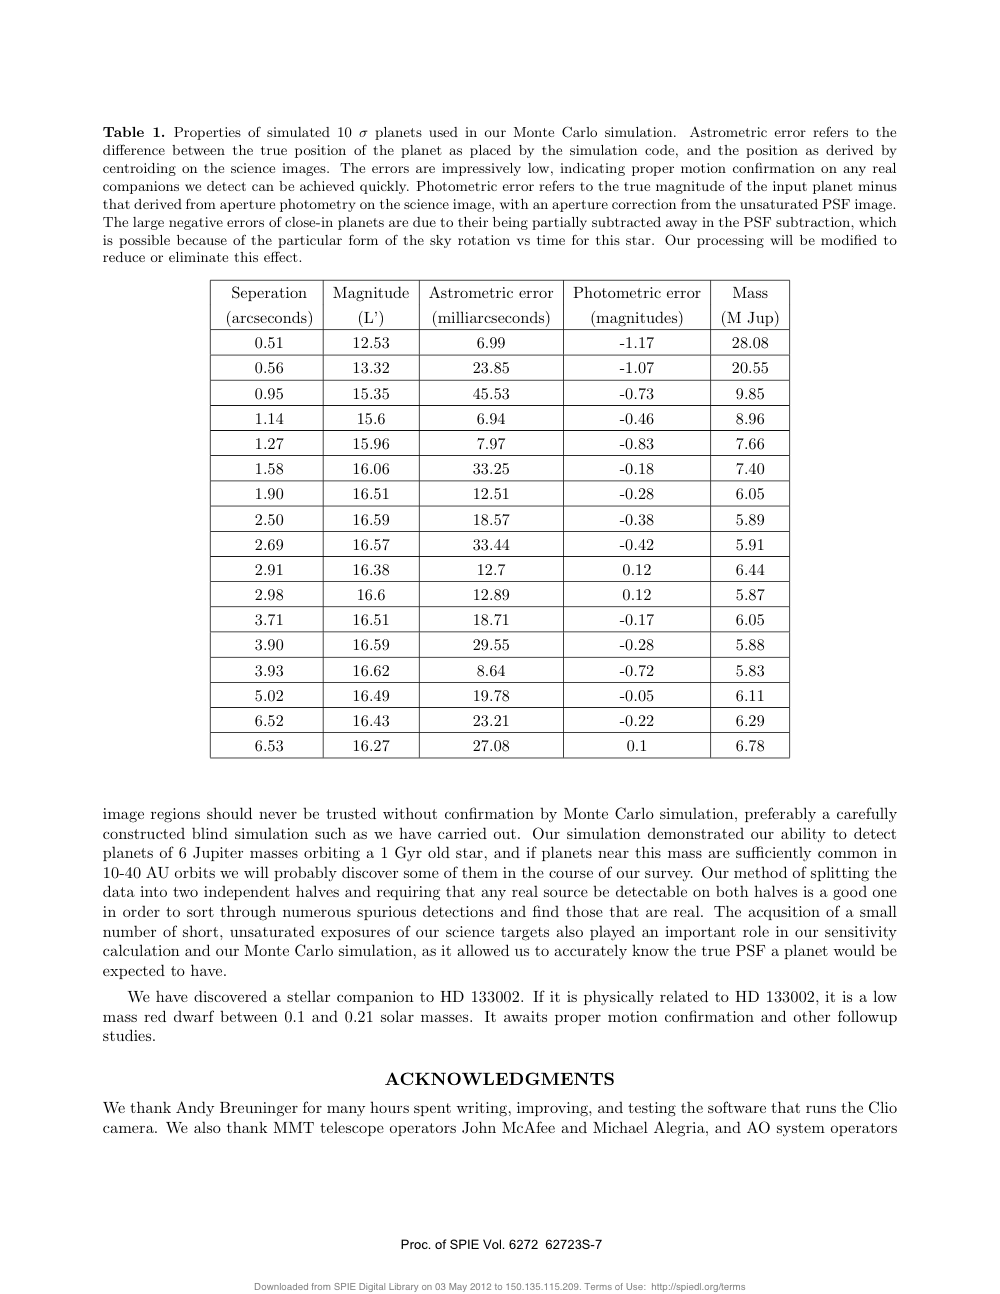 Table 1. Properties of simulated 10 σ planets used in our Monte Carlo simulation. Astrometric error refers to the
difference between the true position of the planet as placed by the simulation code, and the position as derived by
centroiding on the science images. The errors are impressively low, indicating proper motion confirmation on any real
companions we detect can be achieved quickly. Photometric error refers to the true magnitude of the input planet minus
that derived from aperture photometry on the science image, with an aperture correction from the unsaturated PSF image.
The large negative errors of close-in planets are due to their being partially subtracted away in the PSF subtraction, which
is possible because of the particular form of the sky rotation vs time for this star. Our processing will be modified to
reduce or eliminate this effect.
Seperation Magnitude Astrometric error Photometric error Mass
(arcseconds) (L') (milliarcseconds) (magnitudes) (M Jup)
0.51 12.53 6.99 -1.17 28.08
0.56 13.32 23.85 -1.07 20.55
0.95 15.35 45.53 -0.73 9.85
1.14 15.6 6.94 -0.46 8.96
1.27 15.96 7.97 -0.83 7.66
1.58 16.06 33.25 -0.18 7.40
1.90 16.51 12.51 -0.28 6.05
2.50 16.59 18.57 -0.38 5.89
2.69 16.57 33.44 -0.42 5.91
2.91 16.38 12.7 0.12 6.44
2.98 16.6 12.89 0.12 5.87
3.71 16.51 18.71 -0.17 6.05
3.90 16.59 29.55 -0.28 5.88
3.93 16.62 8.64 -0.72 5.83
5.02 16.49 19.78 -0.05 6.11
6.52 16.43 23.21 -0.22 6.29
6.53 16.27 27.08 0.1 6.78
image regions should never be trusted without confirmation by Monte Carlo simulation, preferably a carefully
constructed blind simulation such as we have carried out. Our simulation demonstrated our ability to detect
planets of 6 Jupiter masses orbiting a 1 Gyr old star, and if planets near this mass are sufficiently common in
10-40 AU orbits we will probably discover some of them in the course of our survey. Our method of splitting the
data into two independent halves and requiring that any real source be detectable on both halves is a good one
in order to sort through numerous spurious detections and find those that are real. The acqusition of a small
number of short, unsaturated exposures of our science targets also played an important role in our sensitivity
calculation and our Monte Carlo simulation, as it allowed us to accurately know the true PSF a planet would be
expected to have.
We have discovered a stellar companion to HD 133002. If it is physically related to HD 133002, it is a low
mass red dwarf between 0.1 and 0.21 solar masses. It awaits proper motion confirmation and other followup
studies.
ACKNOWLEDGMENTS
We thank Andy Breuninger for many hours spent writing, improving, and testing the software that runs the Clio
camera. We also thank MMT telescope operators John McAfee and Michael Alegria, and AO system operators
Proc. of SPIE Vol. 6272 62723S-7
Downloaded from SPIE Digital Library on 03 May 2012 to 150.135.115.209. Terms of Use: http://spiedl.org/terms